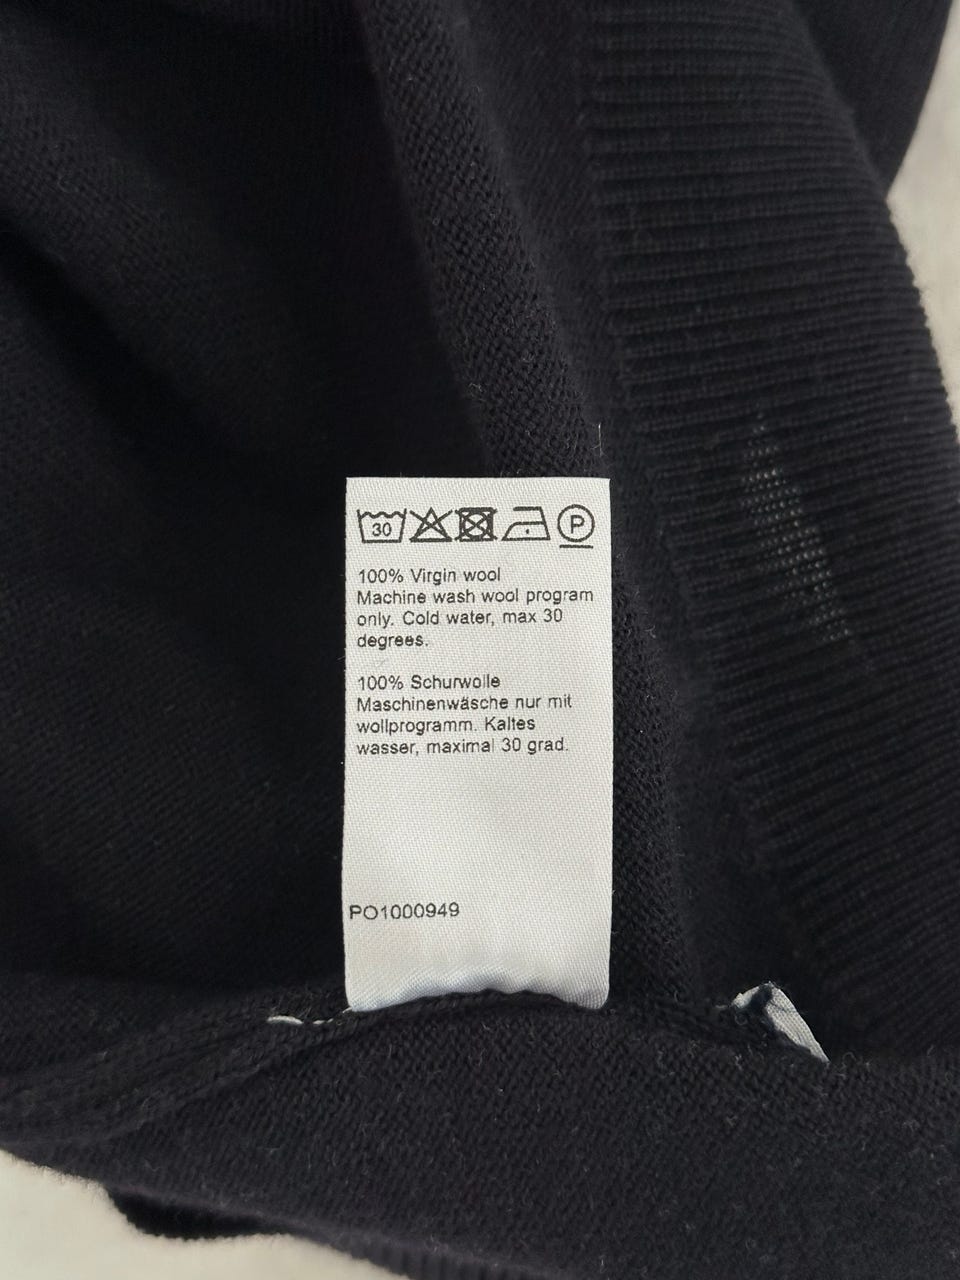 30
P
100% Virgin wool
Machine wash wool program
only. Cold water, max 30
degrees.
100% Schurwolle
Maschinenwäsche nur mit
wollprogramm. Kaltes
wasser, maximal 30 grad.
PO1000949